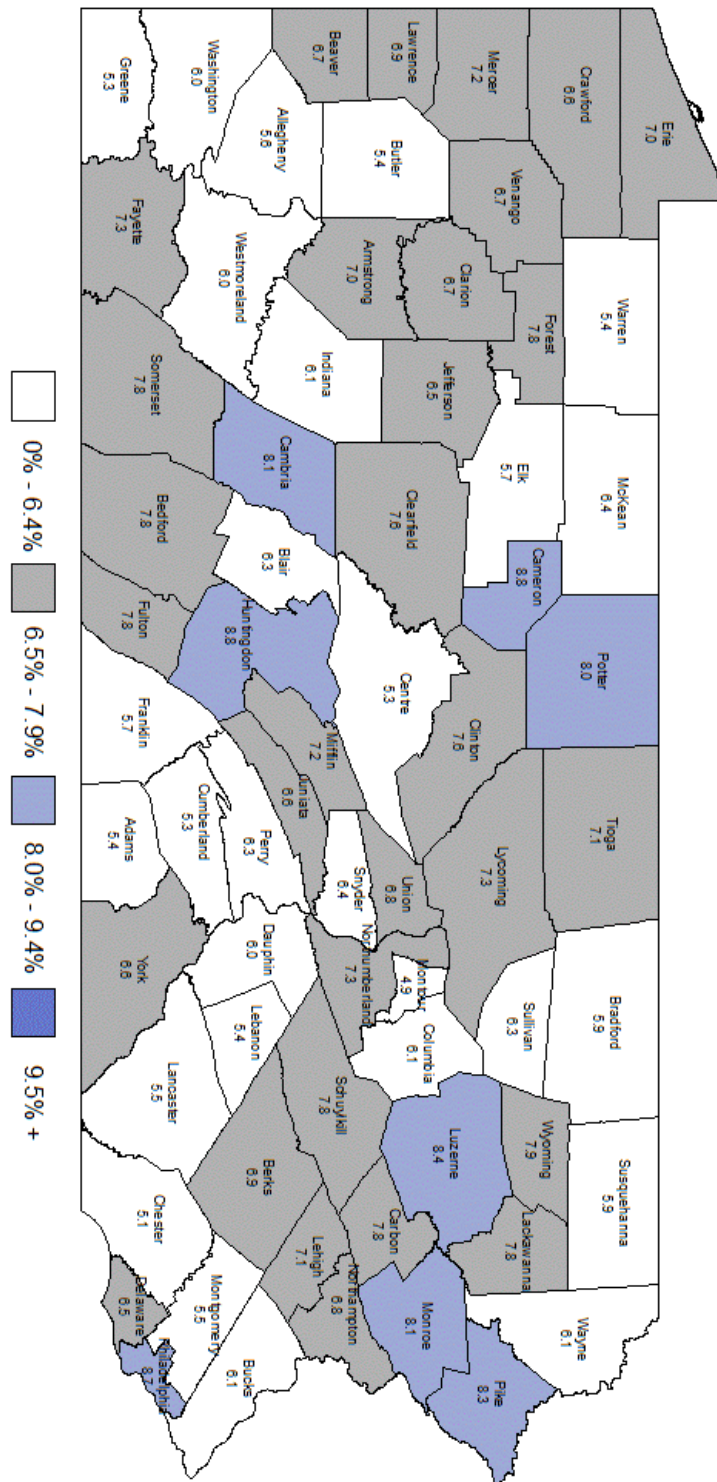 Erie
7.0
Crawford
6.6
Mercer
7.2
Lawrence
6.9
Beaver
6.7
Washington
6.0
Greene
5.3
Warren
5.4
Forest
7.8
Venango
6.7
Clarion
6.7
Butler
5.4
Armstrong
7.0
Allegheny
5.6
Westmoreland
6.0
Fayette
7.3
McKean
6.4
Elk
5.7
Jefferson
6.5
Indiana
6.1
Somerset
7.8
Potter
8.0
Cameron
8.8
Clearfield
7.6
Cambria
8.1
Blair
6.3
Bedford
7.8
Clinton
7.6
Centre
5.3
Huntingdon
8.8
Fulton
7.8
Tioga
7.1
Lycoming
7.3
Union
6.8
Snyder
6.4
Mifflin
7.2
Juniata
6.6
Perry
6.3
Cumberland
5.3
Franklin
5.7
Adams
5.4
Bradford
5.9
Sullivan
6.3
Montour
4.9
Columbia
6.1
Northumberland
7.3
Dauphin
6.0
Lebanon
5.4
York
6.6
Lancaster
5.5
Susquehanna
5.9
Wyoming
7.9
Lackawanna
7.8
Luzerne
8.4
Schuylkill
7.8
Carbon
7.8
Berks
6.9
Lehigh
7.1
Northampton
6.8
Chester
5.1
Wayne
6.1
Pike
8.3
Monroe
8.1
Bucks
6.1
Montgomery
5.5
Delaware
6.5
Philadelphia
8.7
0% - 6.4%
6.5% - 7.9%
8.0% - 9.4%
9.5% +